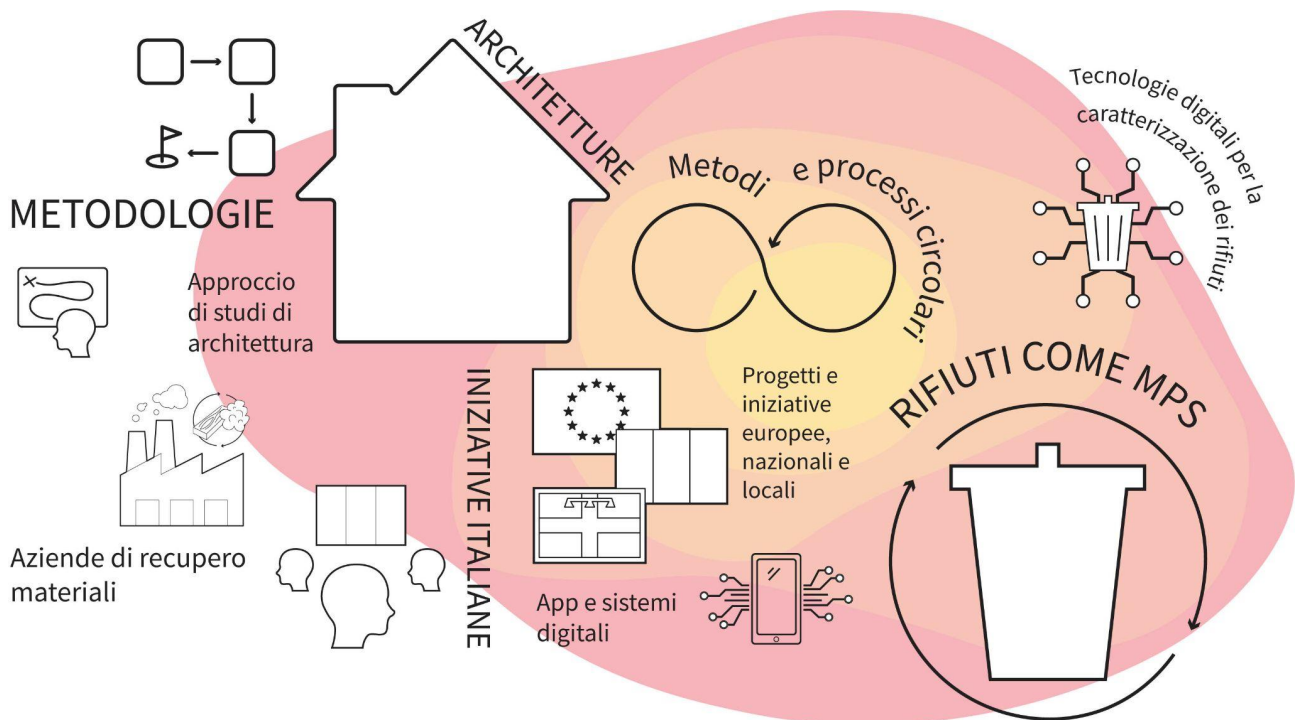 ARCHITETTURE
METODOLOGIE
Approccio
di studi di
architettura
Metodi e processi circolari
Tecnologie digitali per la
caratterizzazione dei rifiuti
RIFIUTI COME MPS
INIZIATIVE ITALIANE
Progetti e
iniziative
europee,
nazionali e
locali
Aziende di recupero
materiali
App e sistemi
digitali